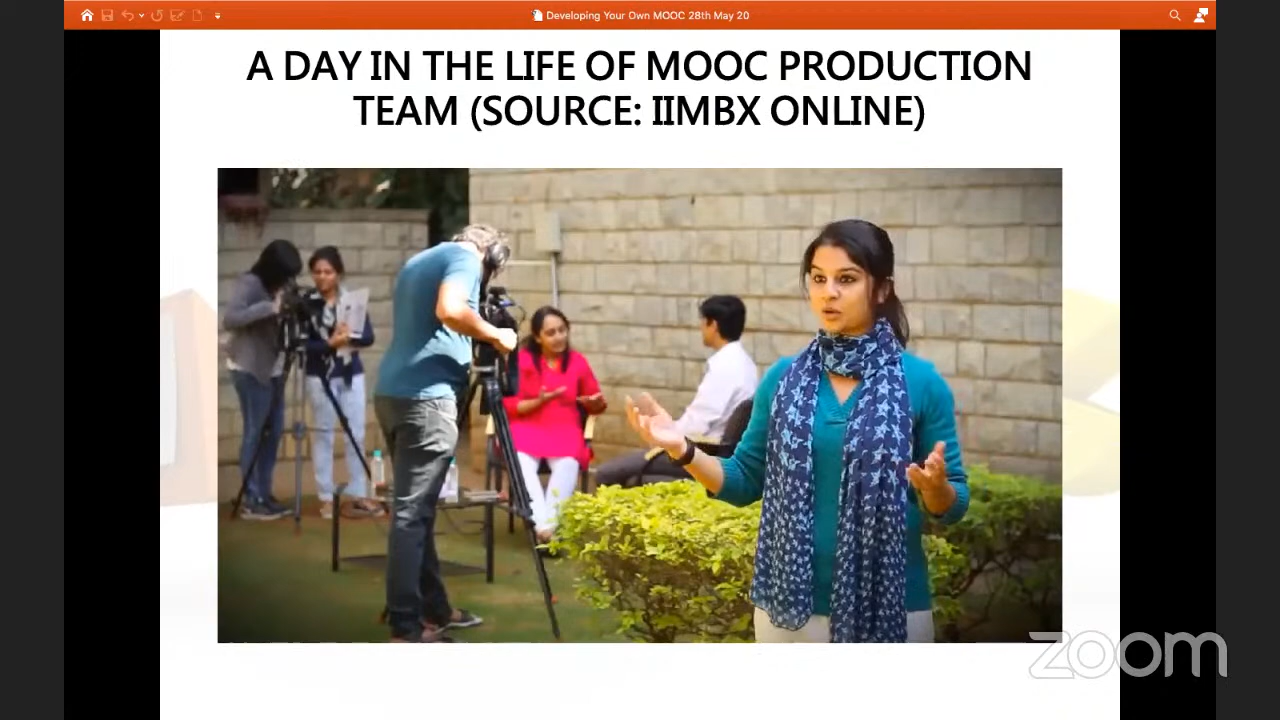 Developing Your Own MOOC 28th May 20
A DAY IN THE LIFE OF MOOC PRODUCTION
TEAM (SOURCE: IIMBX ONLINE)
zoom